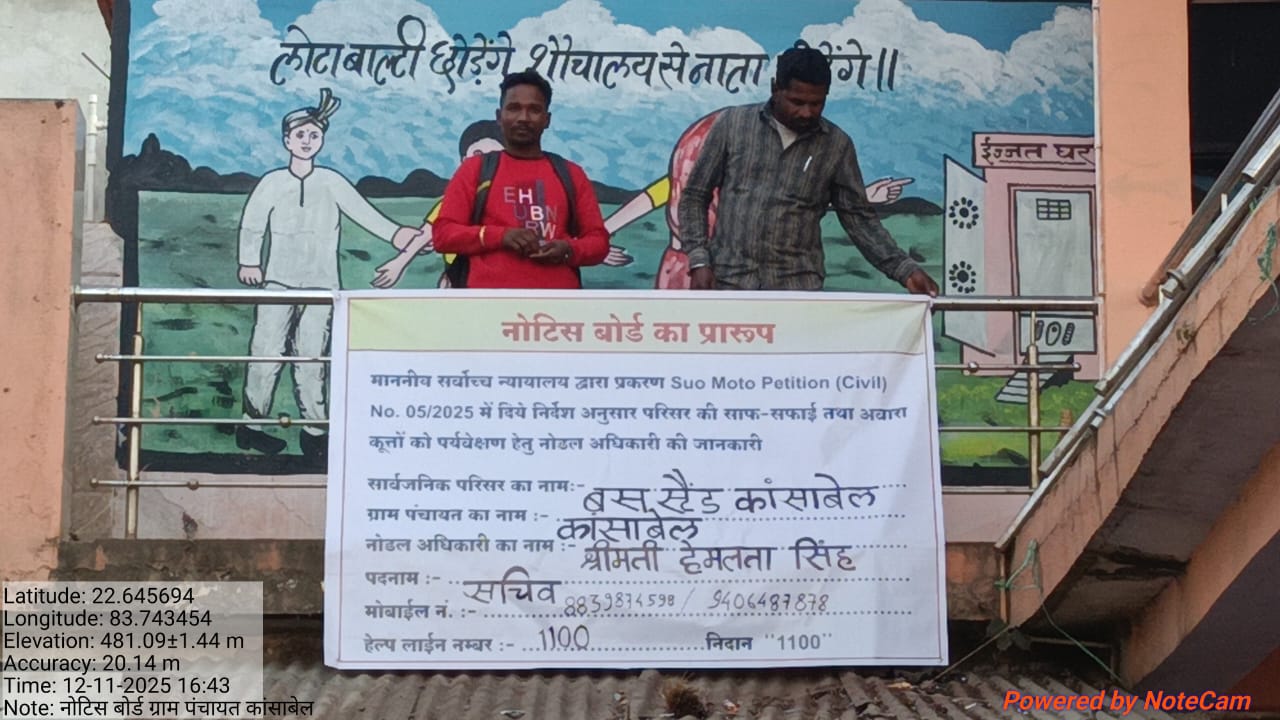 लोटा बाल्टी छोड़ेंगे, शौचालय से नाता ेंगे॥
ईज्जत घर
EH
UBN
RW
नोटिस बोर्ड का प्रारूप
माननीय सर्वोच्च न्यायालय द्वारा प्रकरण Suo Moto Petition (Civil)
No. 05/2025 में दिये निर्देश अनुसार परिसर की साफ-सफाई तथा अवारा
कूत्तों को पर्यवेक्षण हेतु नोडल अधिकारी की जानकारी
सार्वजनिक परिसर का नामः- बस स्टैंड कांसाबेल
ग्राम पंचायत का नाम :- कांसाबेल
नोडल अधिकारी का नाम :- श्रीमती हेमलता सिंह
पदनाम :- सचिव
मोबाईल नं. :- 8839874598 / 9406487878
हेल्प लाईन नम्बर :- 1100 निदान "1100"
Latitude: 22.645694
Longitude: 83.743454
Elevation: 481.09±1.44 m
Accuracy: 20.14 m
Time: 12-11-2025 16:43
Note: नोटिस बोर्ड ग्राम पंचायत कांसाबेल
Powered by NoteCam